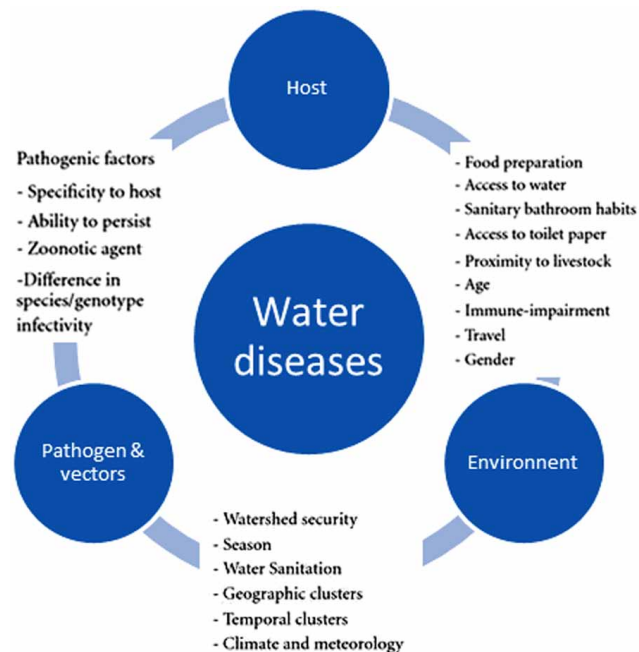 Host
Pathogenic factors
- Specificity to host
- Ability to persist
- Zoonotic agent
-Difference in
species/genotype
infectivity
- Food preparation
- Access to water
- Sanitary bathroom habits
- Access to toilet paper
- Proximity to livestock
- Age
- Immune-impairment
- Travel
- Gender
Water
diseases
Pathogen &
vectors
Environnent
- Watershed security
- Season
- Water Sanitation
- Geographic clusters
- Temporal clusters
- Climate and meteorology